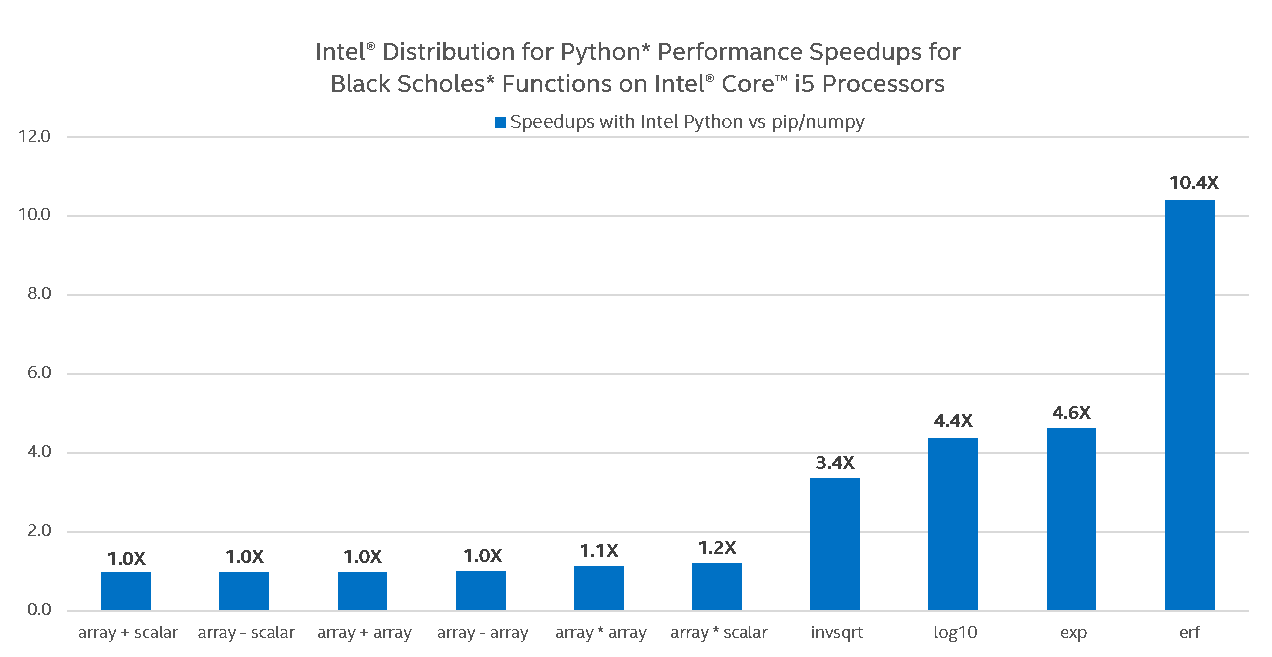 Intel® Distribution for Python* Performance Speedups for
Black Scholes* Functions on Intel® Core™ i5 Processors
Speedups with Intel Python vs pip/numpy
12.0
10.0
8.0
6.0
4.0
2.0
0.0
1.0X 1.0X 1.0X 1.0X 1.1X 1.2X 3.4X 4.4X 4.6X 10.4X
array + scalar array - scalar array + array array - array array * array array * scalar invsqrt log10 exp erf